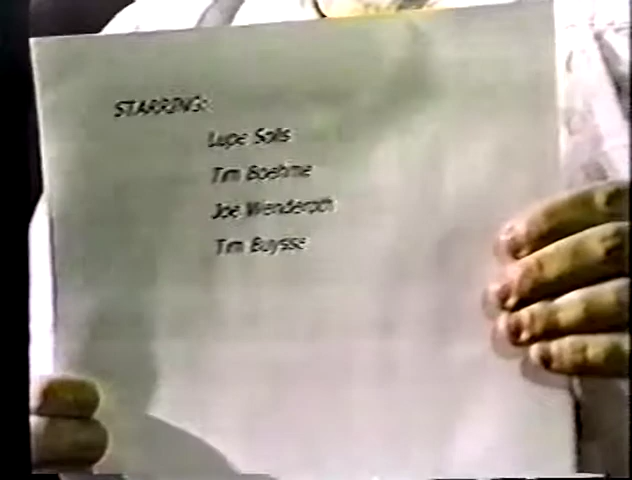 STARRING:
Lupe Solis
Tim Boehme
Joe Wenderoth
Tim Buysse